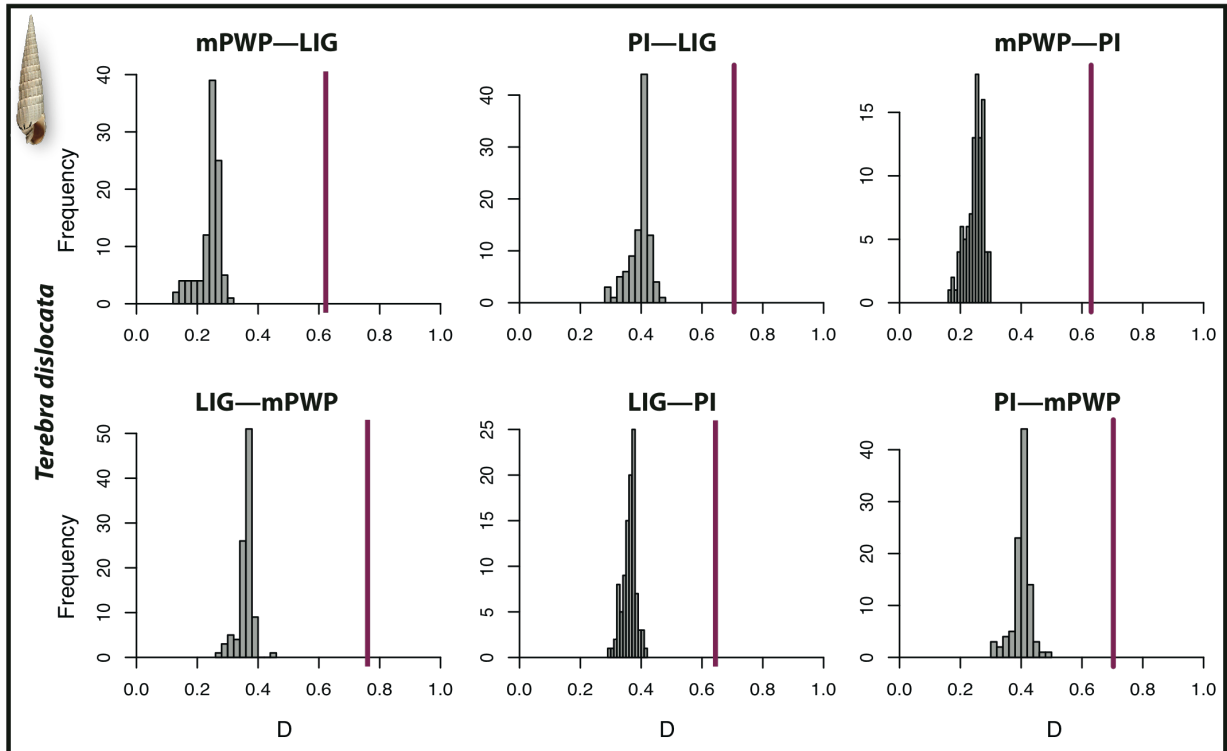 mPWP—LIG
PI—LIG
mPWP—PI
Terebra dislocata
Frequency
0 10 20 30 40
0.0 0.2 0.4 0.6 0.8 1.0
0 10 20 30 40
0.0 0.2 0.4 0.6 0.8 1.0
0 5 10 15
0.0 0.2 0.4 0.6 0.8 1.0
LIG—mPWP
LIG—PI
PI—mPWP
Frequency
0 10 20 30 40 50
0.0 0.2 0.4 0.6 0.8 1.0
D
0 5 10 15 20 25
0.0 0.2 0.4 0.6 0.8 1.0
D
0 10 20 30 40
0.0 0.2 0.4 0.6 0.8 1.0
D